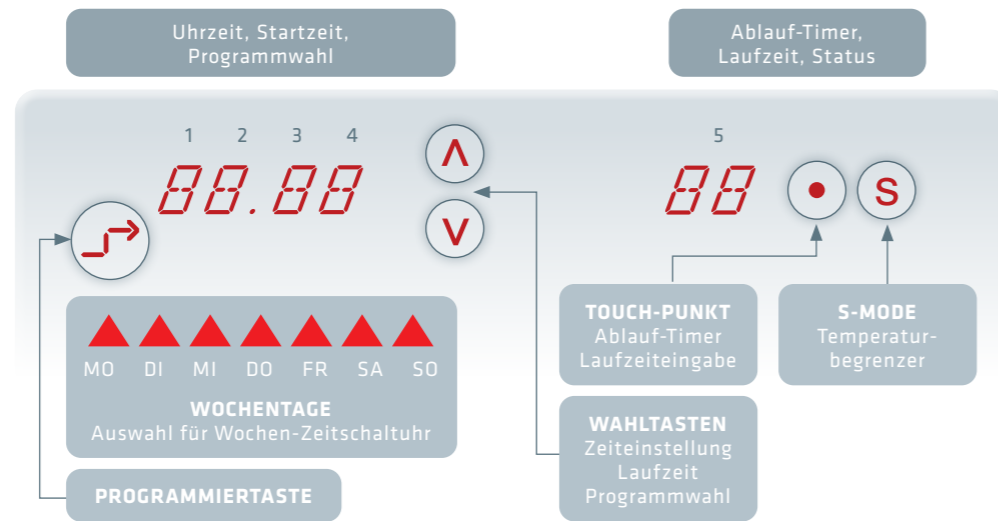 Uhrzeit, Startzeit,
Programmwahl
Ablauf-Timer,
Laufzeit, Status
1 2 3 4
5
88.88
Λ
V
88
S
MO DI MI DO FR SA SO
WOCHENTAGE
Auswahl für Wochen-Zeitschaltuhr
PROGRAMMIERTASTE
TOUCH-PUNKT
Ablauf-Timer
Laufzeiteingabe
S-MODE
Temperatur-
begrenzer
WAHLTASTEN
Zeiteinstellung
Laufzeit
Programmwahl